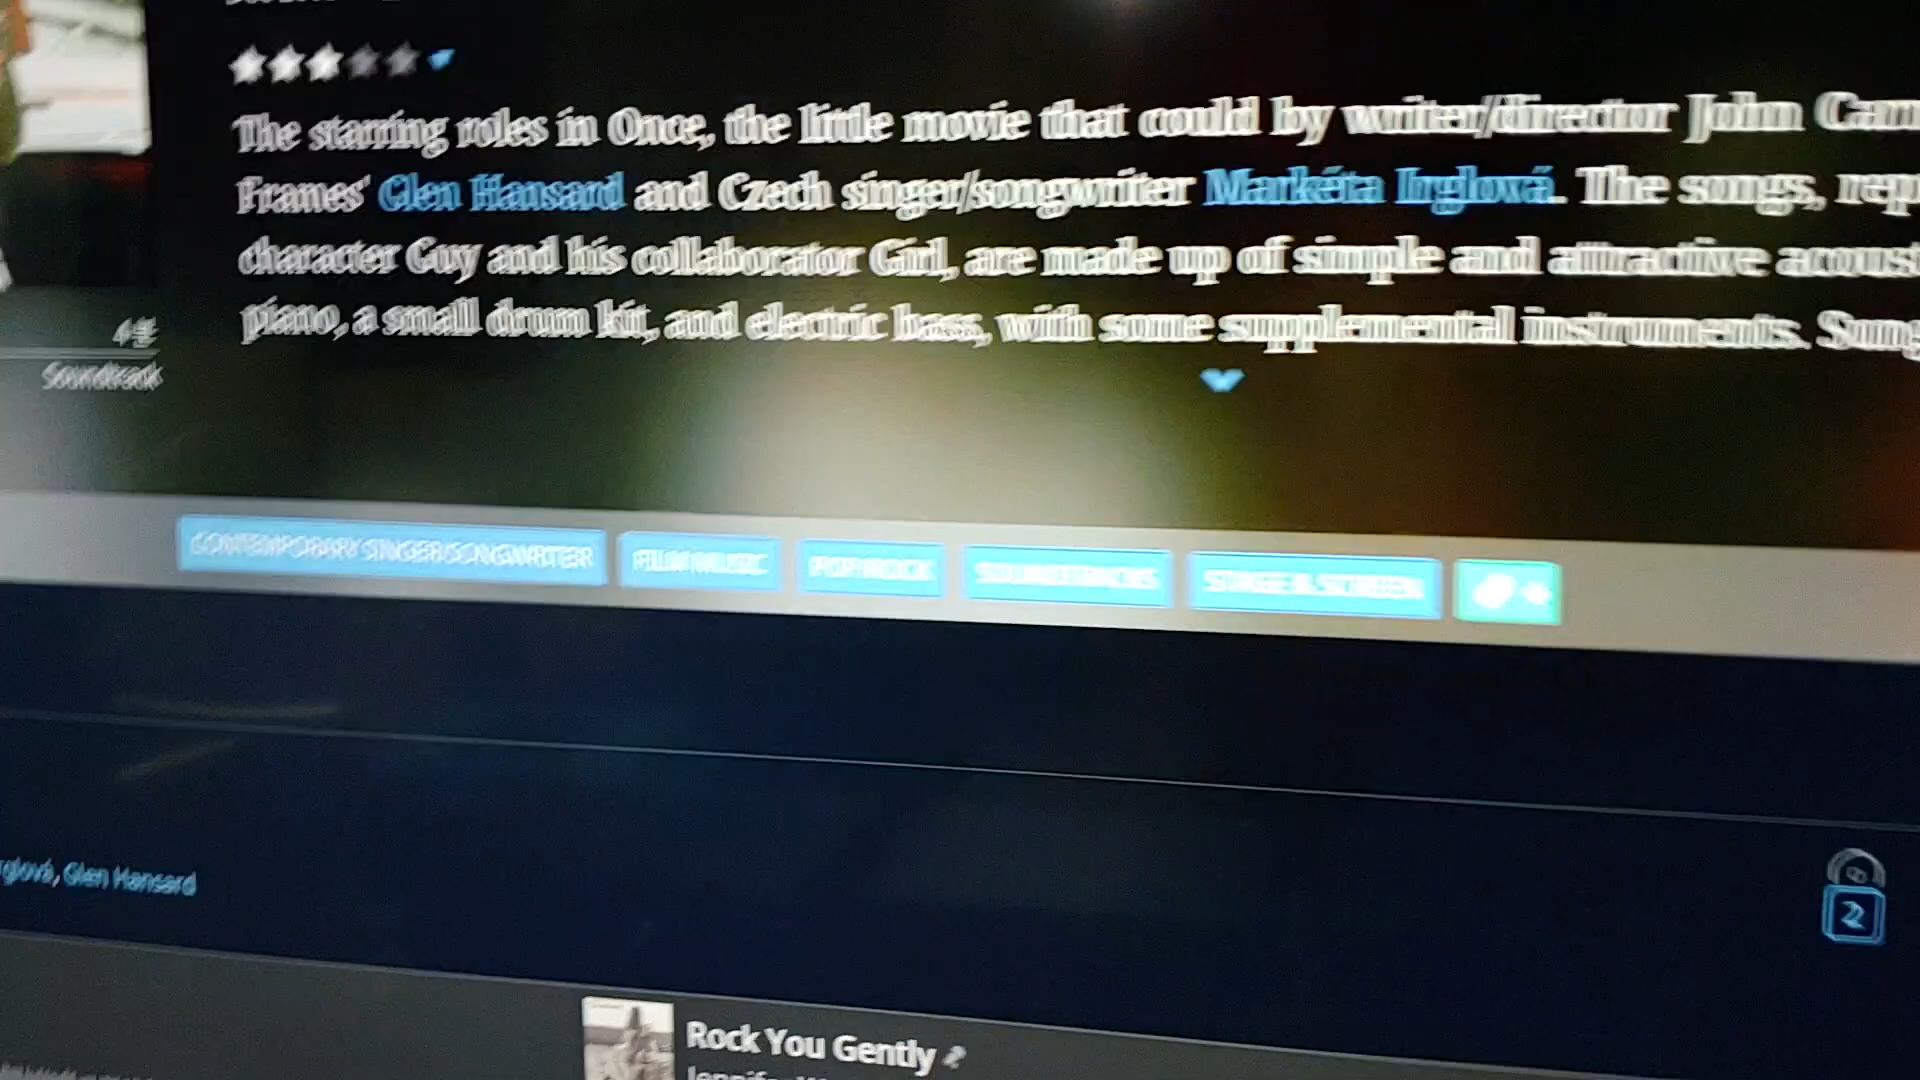 The starring roles in Once, the little movie that could by writer/director John
Frames' Glen Hansard and Czech singer/songwriter Markéta Irglová. The songs,
character Guy and his collaborator Girl, are made up of simple and attractive
piano, a small drum kit, and electric bass, with some supplemental instruments.
Soundtrack
CONTEMPORARY SINGER/SONGWRITER FILM MUSIC POP/ROCK SOUNDTRACKS STAGE & SCREEN
Glen Hansard
2
Rock You Gently